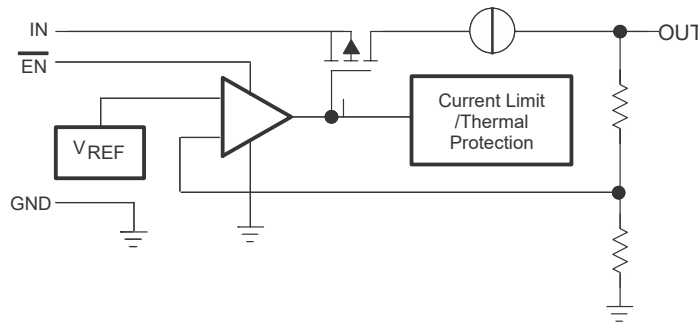 IN
OUT
EN
Current Limit
/Thermal
Protection
VREF
GND